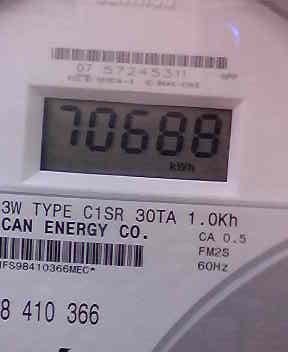 07 57245311
70688
kWh
3W TYPE C1SR 30TA 1.0Kh
CAN ENERGY CO.
CA 0.5
FM2S
60Hz
IFS98410366MEC*
8 410 366